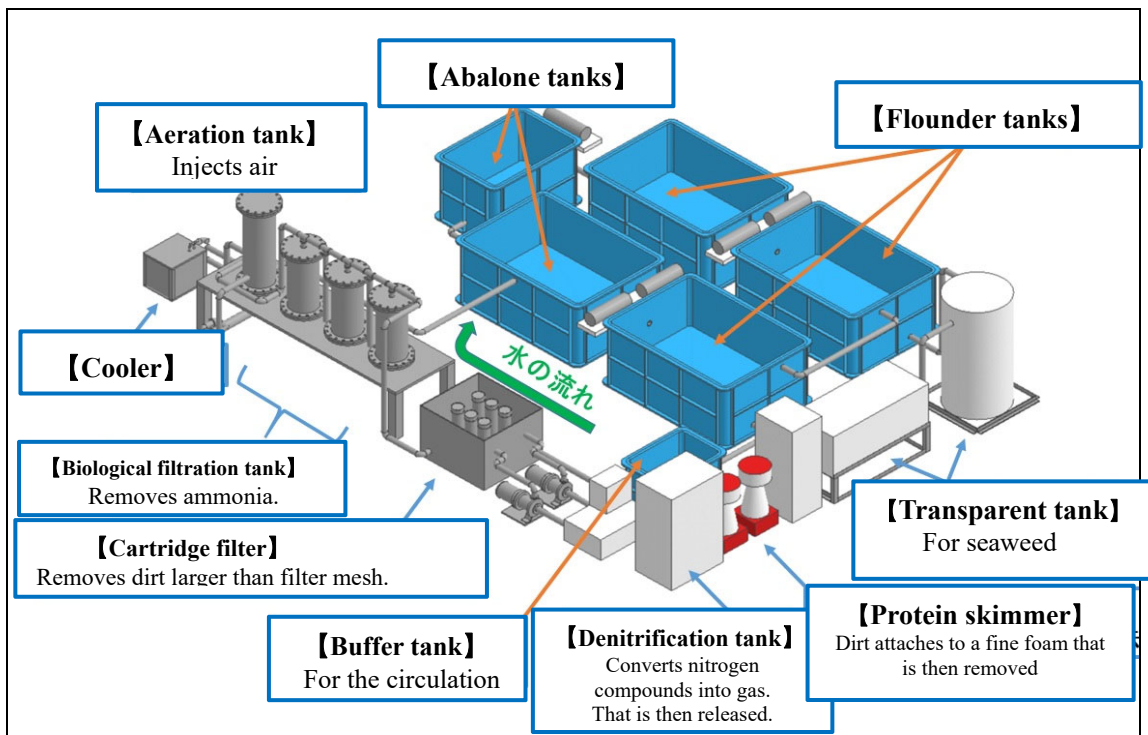 【Abalone tanks】
【Aeration tank】
Injects air
【Flounder tanks】
【Cooler】
水の流れ
【Biological filtration tank】
Removes ammonia.
【Cartridge filter】
Removes dirt larger than filter mesh.
【Transparent tank】
For seaweed
【Buffer tank】
For the circulation
【Denitrification tank】
Converts nitrogen
compounds into gas.
That is then released.
【Protein skimmer】
Dirt attaches to a fine foam that
is then removed